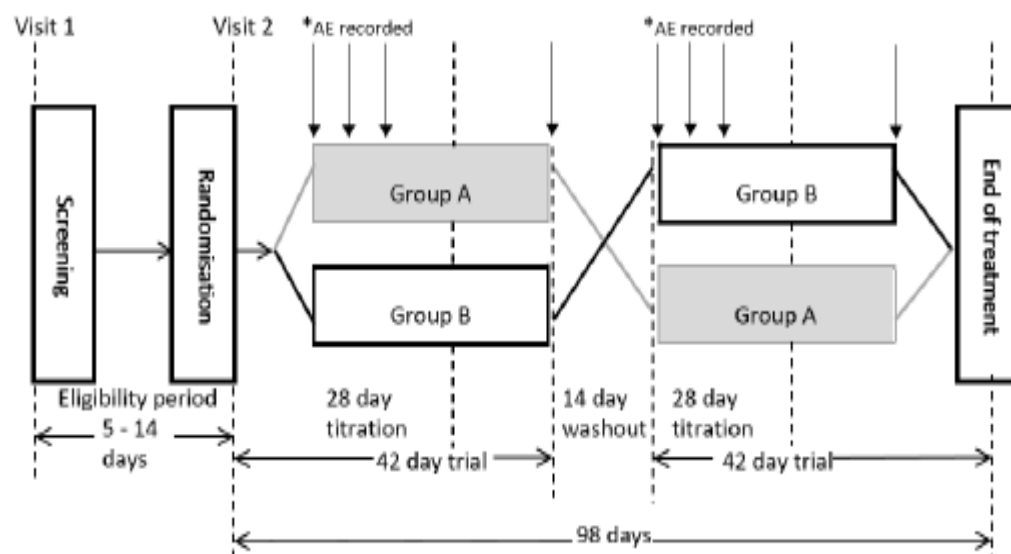 Visit 1
Visit 2
*AE recorded
*AE recorded
Screening
Randomisation
Group A
Group B
Group B
Group A
End of treatment
Eligibility period
5 - 14
days
28 day
titration
14 day
washout
28 day
titration
42 day trial
42 day trial
98 days